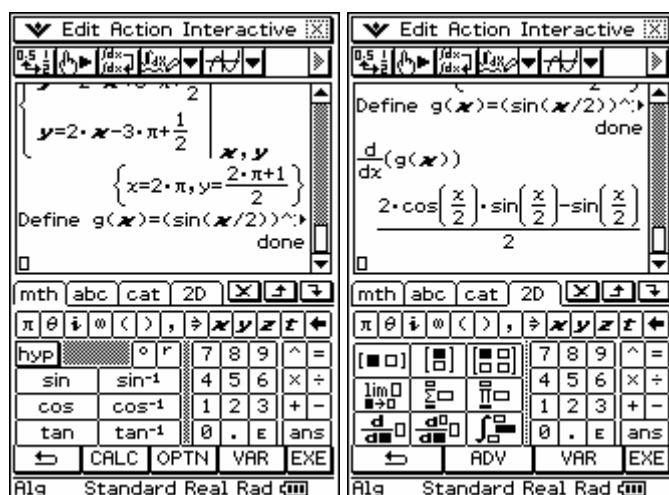 Edit Action Interactive
y=2·x-3·π+1/2
x,y
{x=2·π,y=(2·π+1)/2}
Define g(x)=(sin(x/2))^
done
mth abc cat 2D
π θ i ∞ ( ) , ⇒ x y z t ←
hyp ° r 7 8 9 ^ =
sin sin⁻¹ 4 5 6 × ÷
cos cos⁻¹ 1 2 3 + −
tan tan⁻¹ 0 . E ans
CALC OPTN VAR EXE
Alg Standard Real Rad
Edit Action Interactive
Define g(x)=(sin(x/2))^
done
d/dx(g(x))
(2·cos(x/2)·sin(x/2)-sin(x/2))/2
mth abc cat 2D
π θ i ∞ ( ) , ⇒ x y z t ←
7 8 9 ^ =
lim 4 5 6 × ÷
Σ Π 1 2 3 + −
d/d d/d ∫ 0 . E ans
ADV VAR EXE
Alg Standard Real Rad